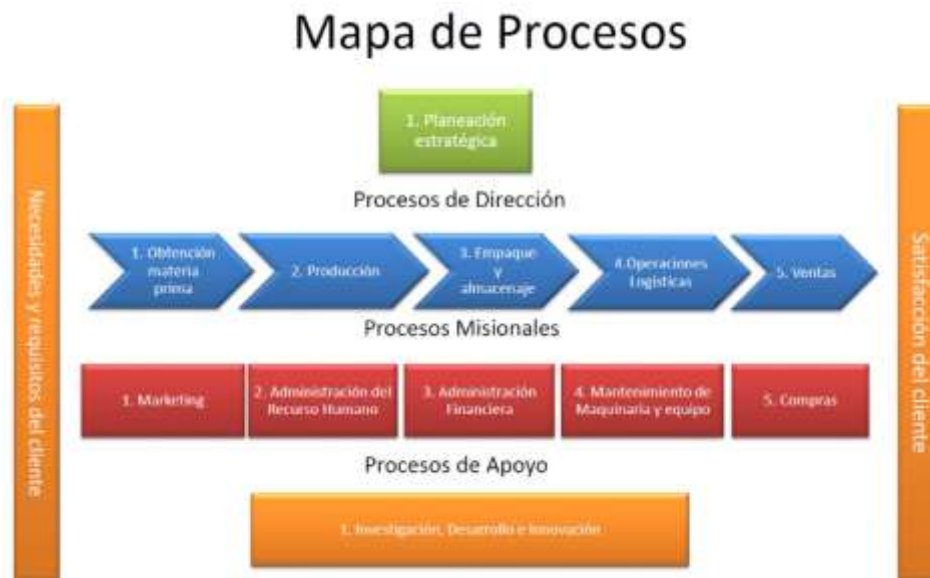 Mapa de Procesos
Necesidades y requisitos del cliente
1. Planeación
estratégica
Procesos de Dirección
1. Obtención
materia
prima
2. Producción
3. Empaque
y
almacenaje
4.Operaciones
Logísticas
5. Ventas
Procesos Misionales
1. Marketing
2. Administración del
Recurso Humano
3. Administración
Financiera
4. Mantenimiento de
Maquinaria y equipo
5. Compras
Procesos de Apoyo
1. Investigación, Desarrollo e Innovación
Satisfacción del cliente